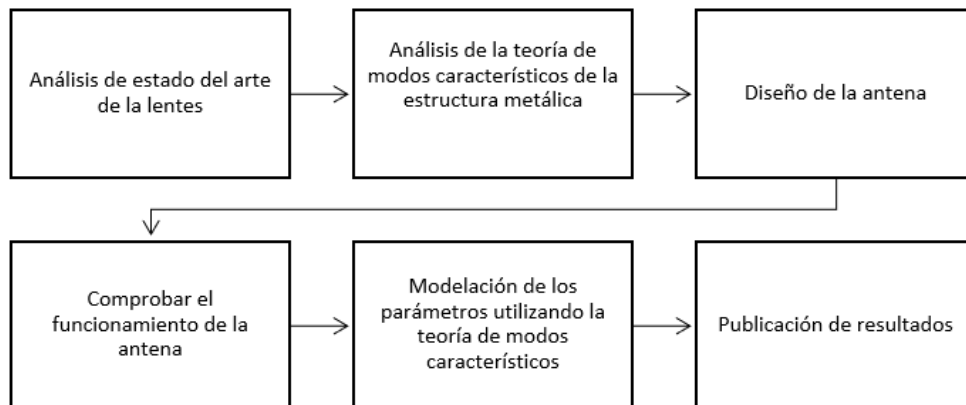 Análisis de estado del arte
de la lentes
Análisis de la teoría de
modos característicos de la
estructura metálica
Diseño de la antena
Comprobar el
funcionamiento de la
antena
Modelación de los
parámetros utilizando la
teoría de modos
característicos
Publicación de resultados